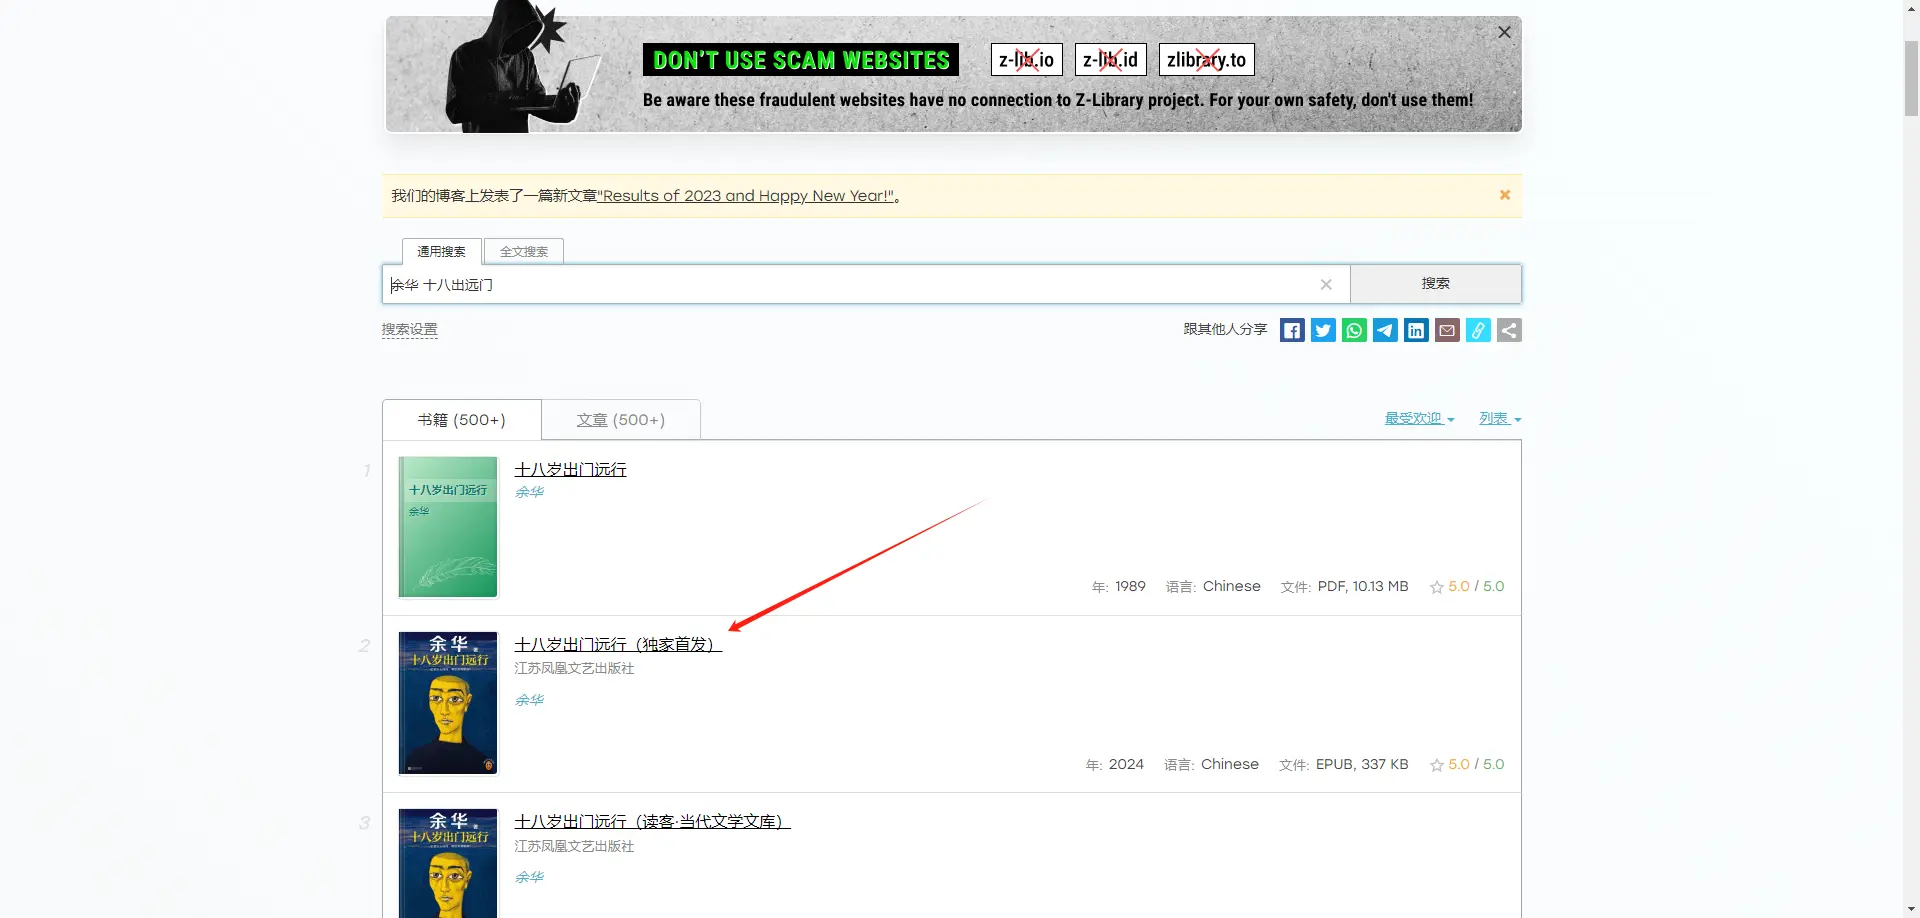 DON'T USE SCAM WEBSITES
z-lib.io
z-lib.id
zlibrary.to
Be aware these fraudulent websites have no connection to Z-Library project. For your own safety, don't use them!
我们的博客上发表了一篇新文章"Results of 2023 and Happy New Year!"。
通用搜索
全文搜索
余华 十八出远门
搜索
搜索设置
跟其他人分享
书籍 (500+)
文章 (500+)
最受欢迎
列表
1
十八岁出门远行
余华
十八岁出门远行
余华
年: 1989 语言: Chinese 文件: PDF, 10.13 MB 5.0 / 5.0
2
余华
十八岁出门远行
十八岁出门远行（独家首发）
江苏凤凰文艺出版社
余华
年: 2024 语言: Chinese 文件: EPUB, 337 KB 5.0 / 5.0
3
余华
十八岁出门远行
十八岁出门远行（读客·当代文学文库）
江苏凤凰文艺出版社
余华